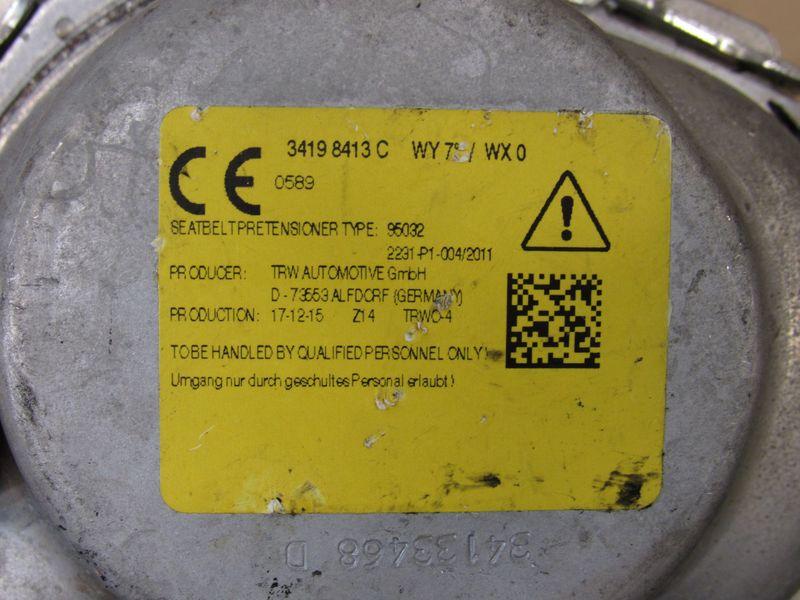 3419 8413 C WY 7 / WX 0
CE 0589
SEATBELT PRETENSIONER TYPE: 95032
2231-P1-004/2011
PRODUCER: TRW AUTOMOTIVE GmbH
D - 73553 ALFDORF (GERMANY)
PRODUCTION: 17-12-15 Z14 TRWO-4
TO BE HANDLED BY QUALIFIED PERSONNEL ONLY!
Umgang nur durch geschultes Personal erlaubt !
34133468 D